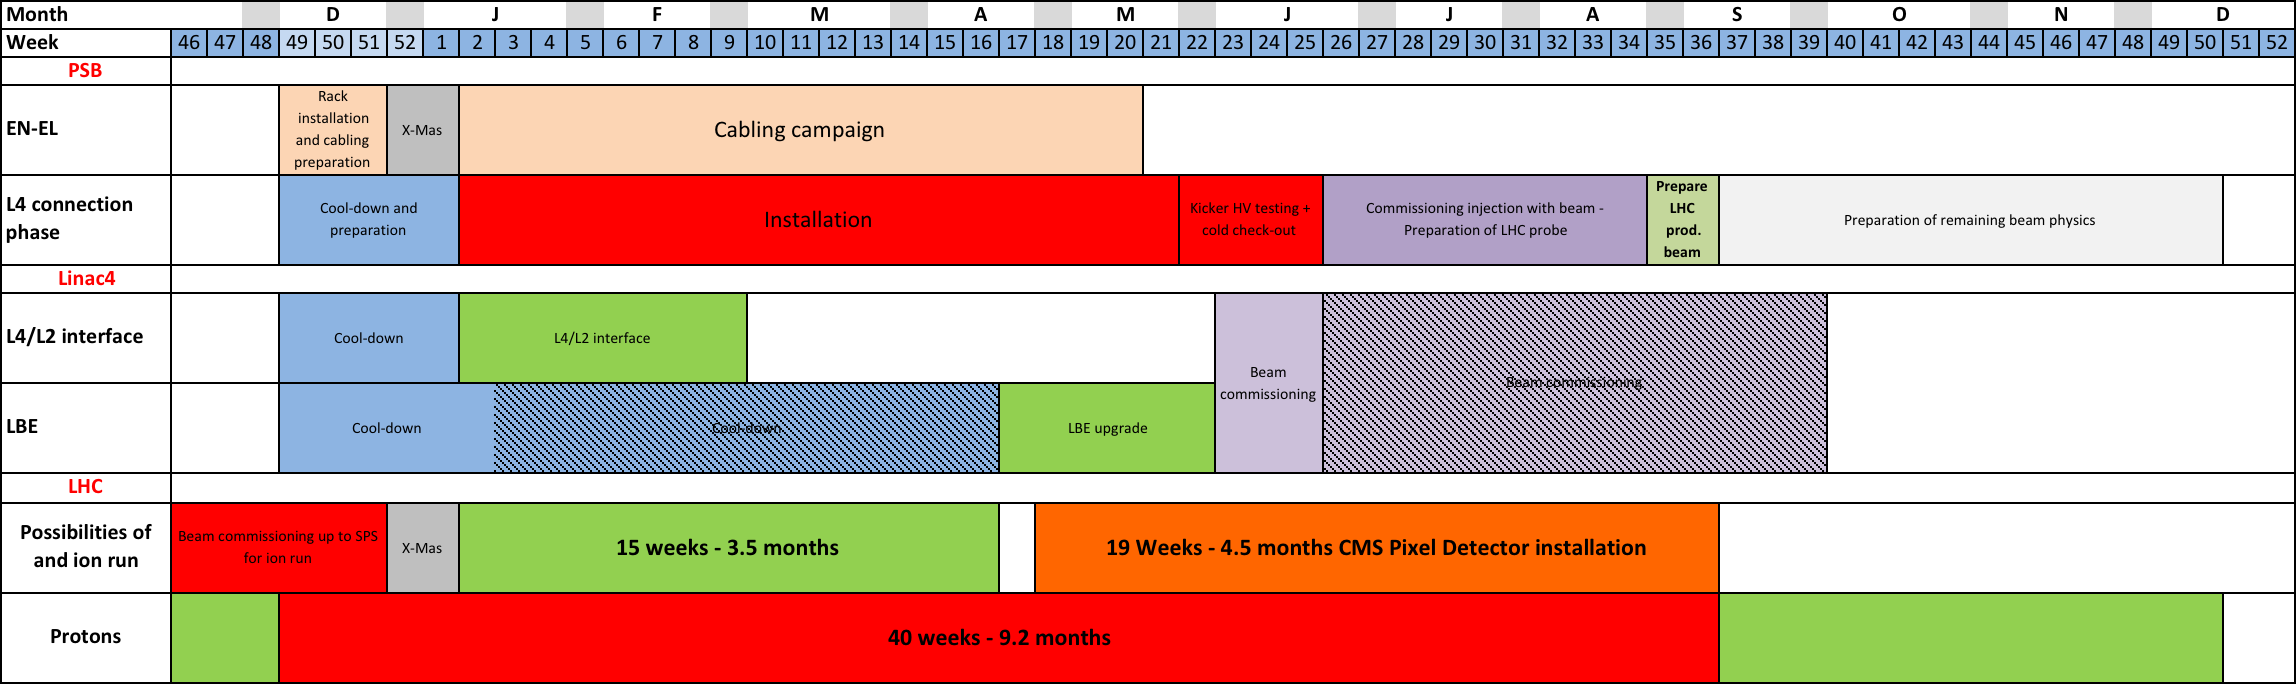 Month D J F M A M J J A S O N D
Week 46 47 48 49 50 51 52 1 2 3 4 5 6 7 8 9 10 11 12 13 14 15 16 17 18 19 20 21 22 23 24 25 26 27 28 29 30 31 32 33 34 35 36 37 38 39 40 41 42 43 44 45 46 47 48 49 50 51 52
PSB
EN-EL
Rack
installation
and cabling
preparation
X-Mas
Cabling campaign
L4 connection
phase
Cool-down and
preparation
Installation
Kicker HV testing +
cold check-out
Commissioning injection with beam -
Preparation of LHC probe
Prepare
LHC
prod.
beam
Preparation of remaining beam physics
Linac4
L4/L2 interface
Cool-down
L4/L2 interface
Beam
commissioning
Beam commissioning
LBE
Cool-down
Cool-down
LBE upgrade
LHC
Possibilities of
and ion run
Beam commissioning up to SPS
for ion run
X-Mas
15 weeks - 3.5 months
19 Weeks - 4.5 months CMS Pixel Detector installation
Protons
40 weeks - 9.2 months